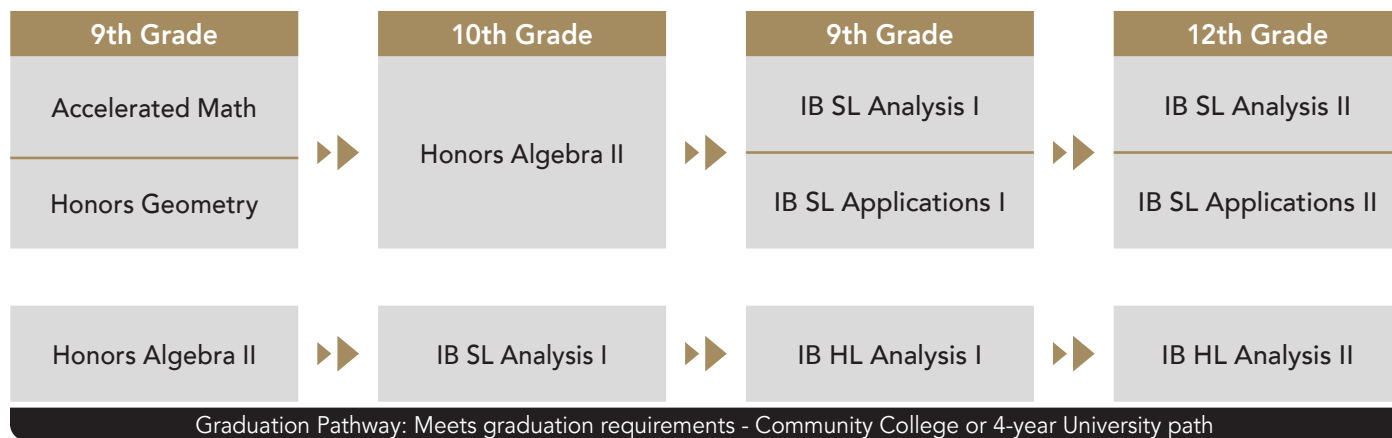 9th Grade
10th Grade
9th Grade
12th Grade
Accelerated Math
Honors Geometry
Honors Algebra II
IB SL Analysis I
IB SL Applications I
IB SL Analysis II
IB SL Applications II
Honors Algebra II
IB SL Analysis I
IB HL Analysis I
IB HL Analysis II
Graduation Pathway: Meets graduation requirements - Community College or 4-year University path